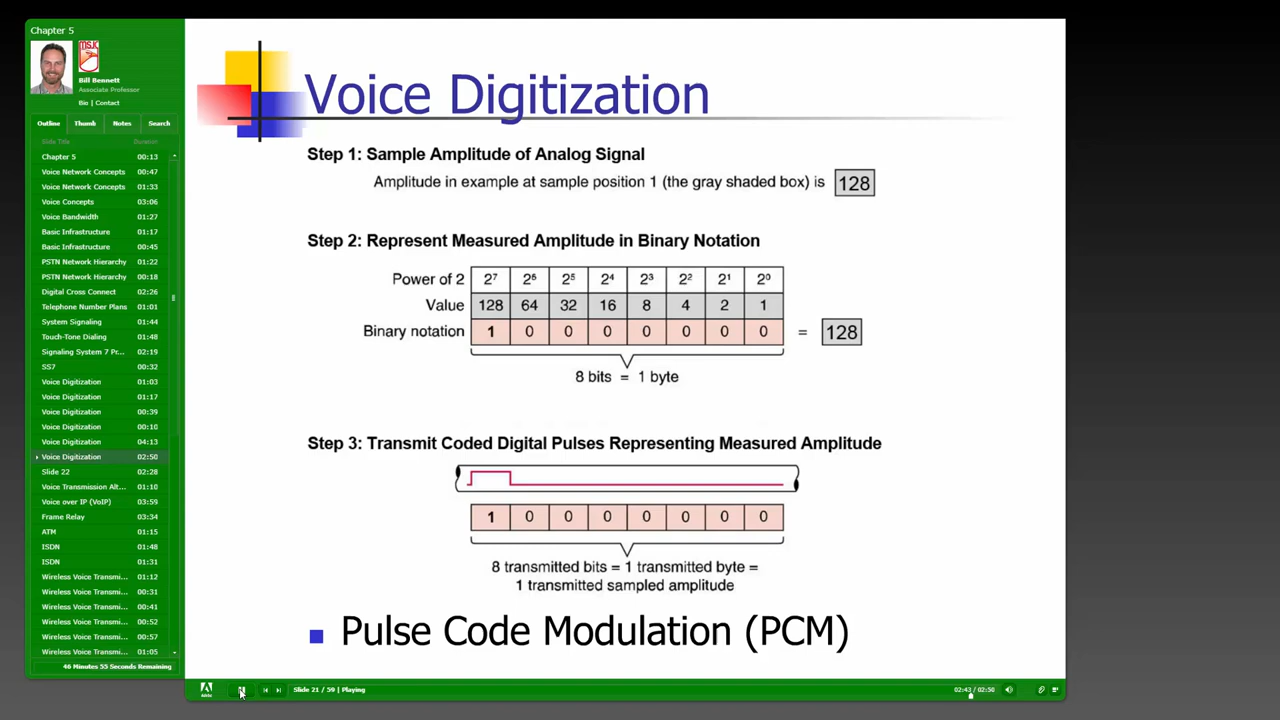 Chapter 5
MSK
Bill Bennett
Associate Professor
Bio | Contact
Outline Thumb Notes Search
Slide Title Duration
Chapter 5 00:13
Voice Network Concepts 00:47
Voice Network Concepts 01:33
Voice Concepts 03:06
Voice Bandwidth 01:27
Basic Infrastructure 01:17
Basic Infrastructure 00:45
PSTN Network Hierarchy 01:22
PSTN Network Hierarchy 00:18
Digital Cross Connect 02:26
Telephone Number Plans 01:01
System Signaling 01:44
Touch-Tone Dialing 01:48
Signaling System 7 Pr... 02:19
SS7 00:32
Voice Digitization 01:03
Voice Digitization 01:17
Voice Digitization 00:39
Voice Digitization 00:10
Voice Digitization 04:13
Voice Digitization 02:50
Slide 22 02:28
Voice Transmission Alt... 01:10
Voice over IP (VoIP) 03:59
Frame Relay 03:34
ATM 01:15
ISDN 01:48
ISDN 01:31
Wireless Voice Transmi... 01:12
Wireless Voice Transmi... 00:31
Wireless Voice Transmi... 00:41
Wireless Voice Transmi... 00:52
Wireless Voice Transmi... 00:57
Wireless Voice Transmi... 01:05
46 Minutes 55 Seconds Remaining
Voice Digitization
Step 1: Sample Amplitude of Analog Signal
Amplitude in example at sample position 1 (the gray shaded box) is 128
Step 2: Represent Measured Amplitude in Binary Notation
Power of 2 2⁷ 2⁶ 2⁵ 2⁴ 2³ 2² 2¹ 2⁰
Value 128 64 32 16 8 4 2 1
Binary notation 1 0 0 0 0 0 0 0 = 128
8 bits = 1 byte
Step 3: Transmit Coded Digital Pulses Representing Measured Amplitude
1 0 0 0 0 0 0 0
8 transmitted bits = 1 transmitted byte =
1 transmitted sampled amplitude
Pulse Code Modulation (PCM)
Adobe
Slide 21 / 59 | Playing
02:43 / 02:50